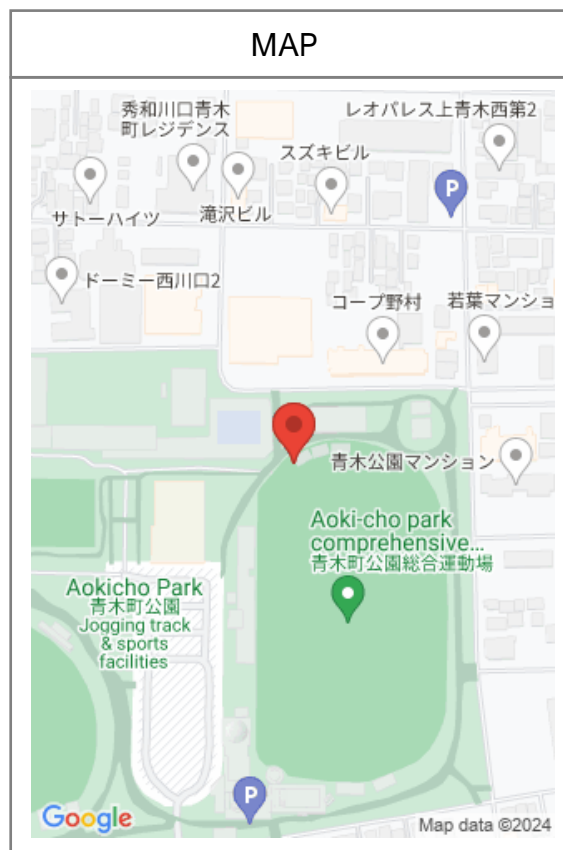 MAP
秀和川口青木
町レジデンス
レオパレス上青木西第2
スズキビル
P
サトーハイツ
滝沢ビル
ドーミー西川口2
コープ野村
若葉マンショ
青木公園マンション
Aoki-cho park
comprehensive...
青木町公園総合運動場
Aokicho Park
青木町公園
Jogging track
& sports
facilities
P
Google
Map data ©2024